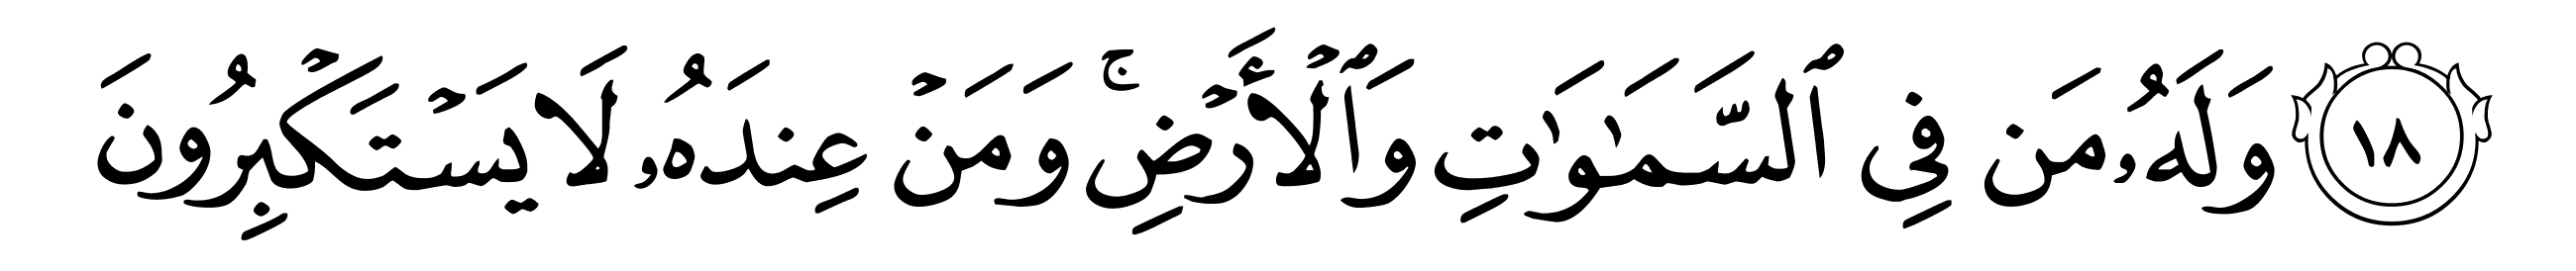 ١٨ وَلَهُۥ مَن فِي ٱلسَّمَٰوَٰتِ وَٱلۡأَرۡضِۚ وَمَنۡ عِندَهُۥ لَا يَسۡتَكۡبِرُونَ